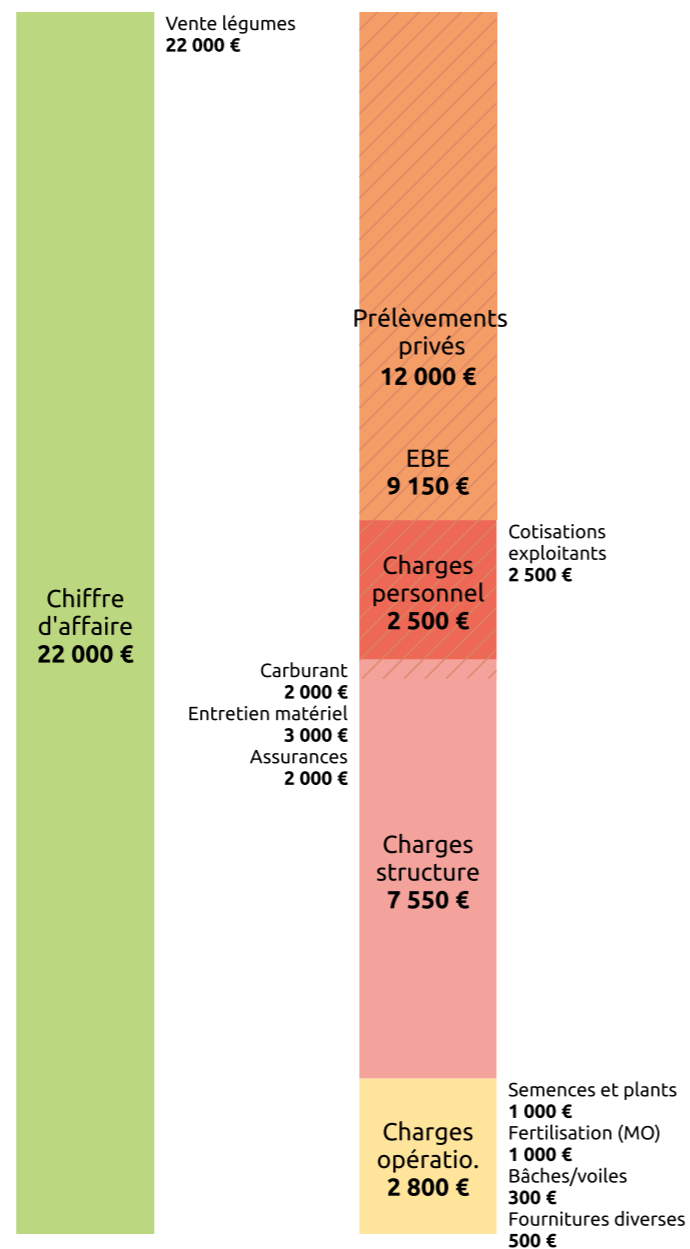 Vente légumes
22 000 €
Chiffre
d'affaire
22 000 €
Prélèvements
privés
12 000 €
EBE
9 150 €
Charges
personnel
2 500 €
Cotisations
exploitants
2 500 €
Carburant
2 000 €
Entretien matériel
3 000 €
Assurances
2 000 €
Charges
structure
7 550 €
Charges
opératio.
2 800 €
Semences et plants
1 000 €
Fertilisation (MO)
1 000 €
Bâches/voiles
300 €
Fournitures diverses
500 €